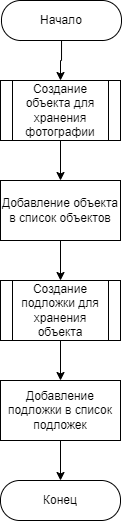 Начало
Создание
объекта для
хранения
фотографии
Добавление объекта
в список объектов
Создание
подложки для
хранения
объекта
Добавление
подложки в список
подложек
Конец